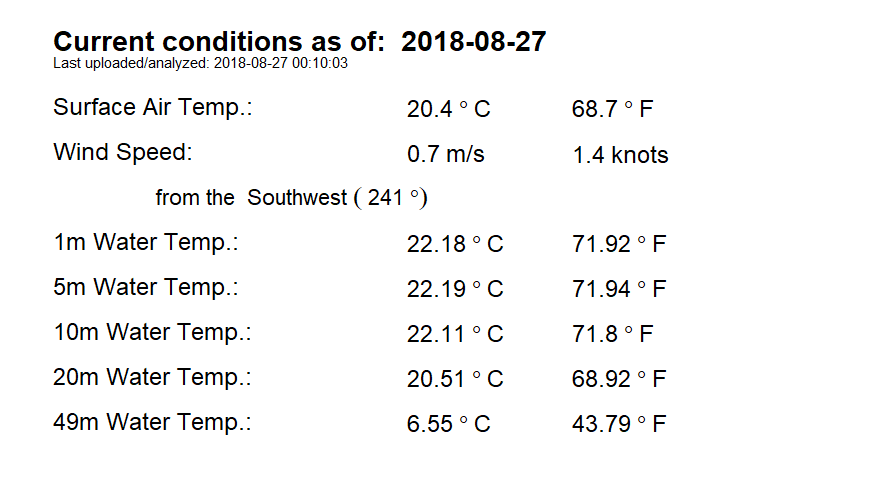 Current conditions as of: 2018-08-27
Last uploaded/analyzed: 2018-08-27 00:10:03
Surface Air Temp.: 20.4 ° C 68.7 ° F
Wind Speed: 0.7 m/s 1.4 knots
from the Southwest ( 241 °)
1m Water Temp.: 22.18 ° C 71.92 ° F
5m Water Temp.: 22.19 ° C 71.94 ° F
10m Water Temp.: 22.11 ° C 71.8 ° F
20m Water Temp.: 20.51 ° C 68.92 ° F
49m Water Temp.: 6.55 ° C 43.79 ° F